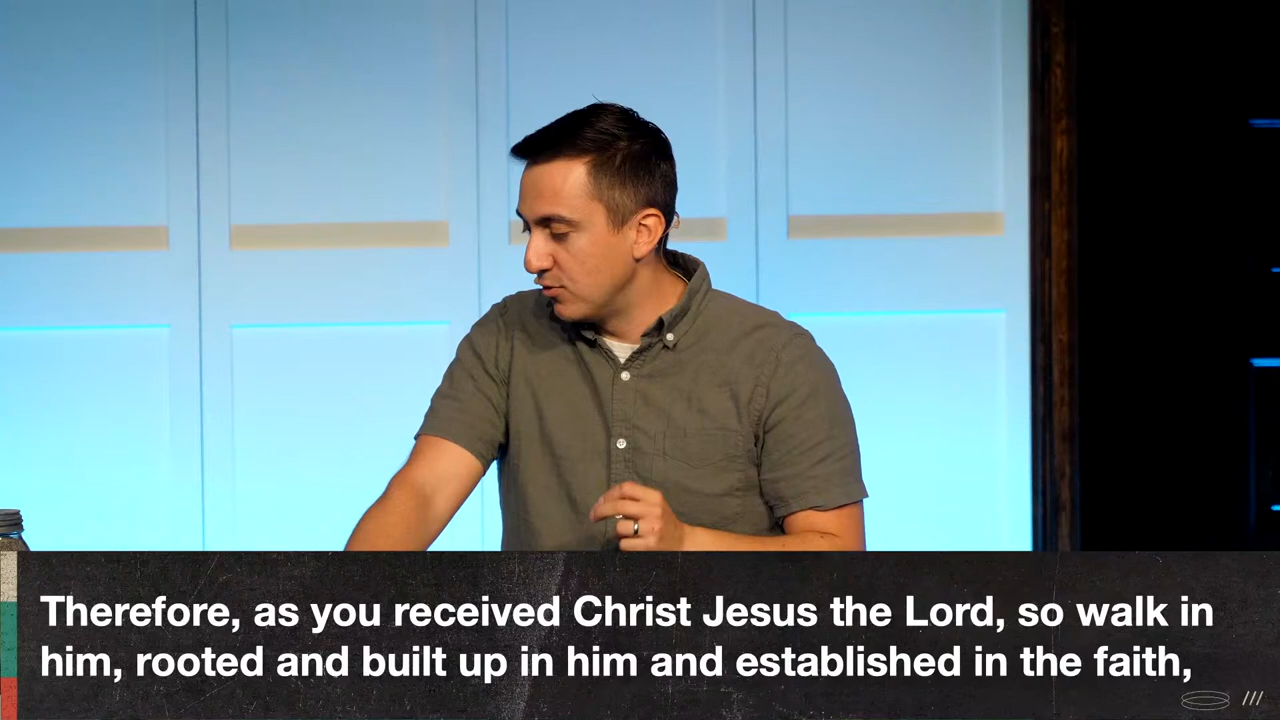 Therefore, as you received Christ Jesus the Lord, so walk in
him, rooted and built up in him and established in the faith,